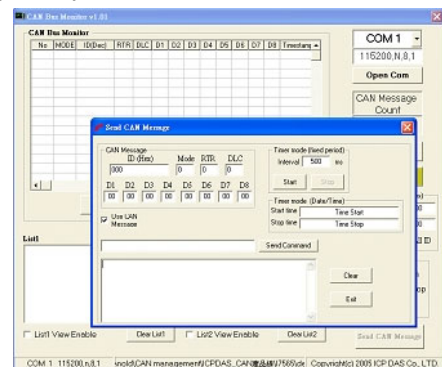 CAN Bus Monitor v1.01
CAN Bus Monitor
No MODE ID(Dec) RTR DLC D1 D2 D3 D4 D5 D6 D7 D8 Timestamp
COM 1
115200,N,8,1
Open Com
CAN Message Count
Send CAN Message
CAN Message
ID (Hex) Mode RTR DLC
000 0 0 0
D1 D2 D3 D4 D5 D6 D7 D8
00 00 00 00 00 00 00 00
Use CAN Message
Timer mode (fixed period)
Interval 500 ms
Start Stop
Timer mode (Date/Time)
Start time Time Start
Stop time Time Stop
Send Command
Clear
Exit
List1
List1 View Enable Clear List1 List2 View Enable Clear List2 Send CAN Message
COM 1 115200,n,8,1 Copyright(c) 2005 ICP DAS Co., LTD.